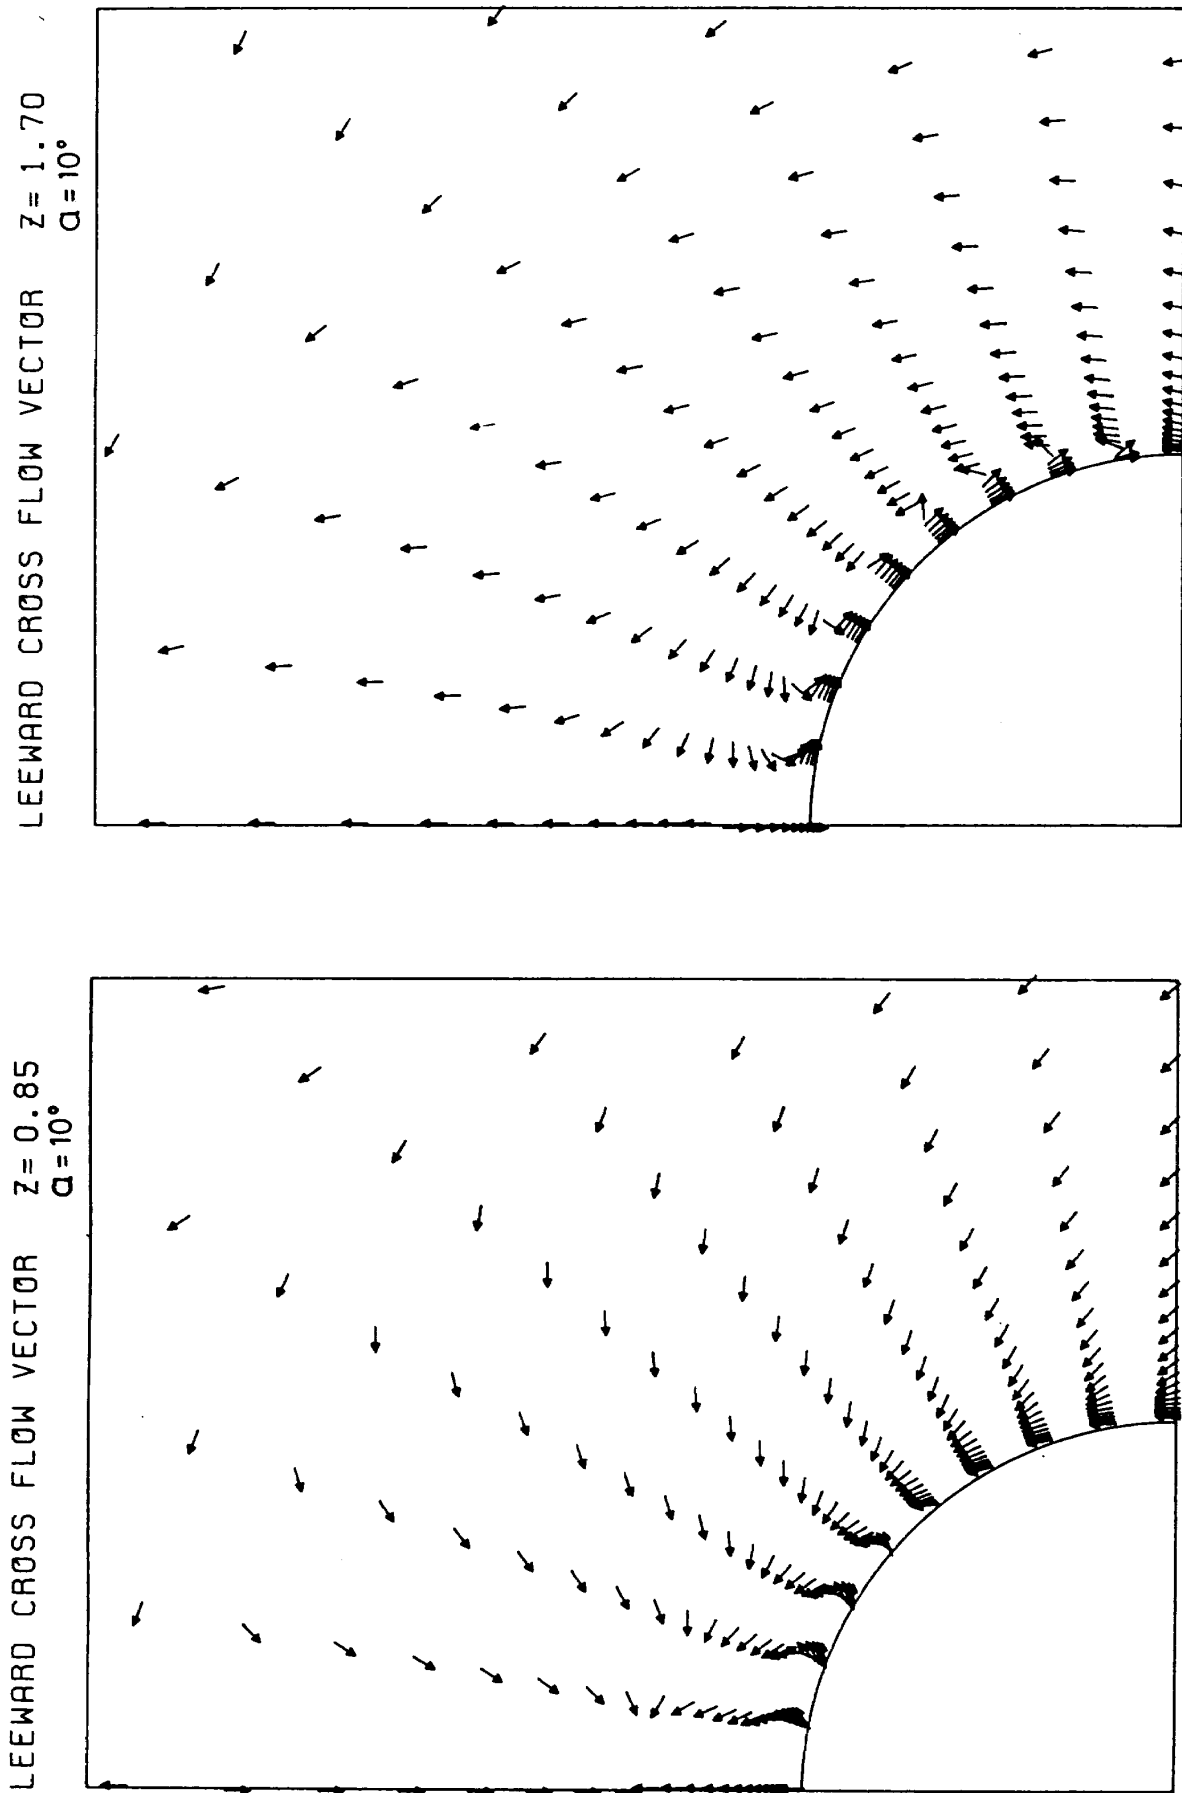 LEEWARD CROSS FLOW VECTOR Z=1.70
α=10°
LEEWARD CROSS FLOW VECTOR Z=0.85
α=10°